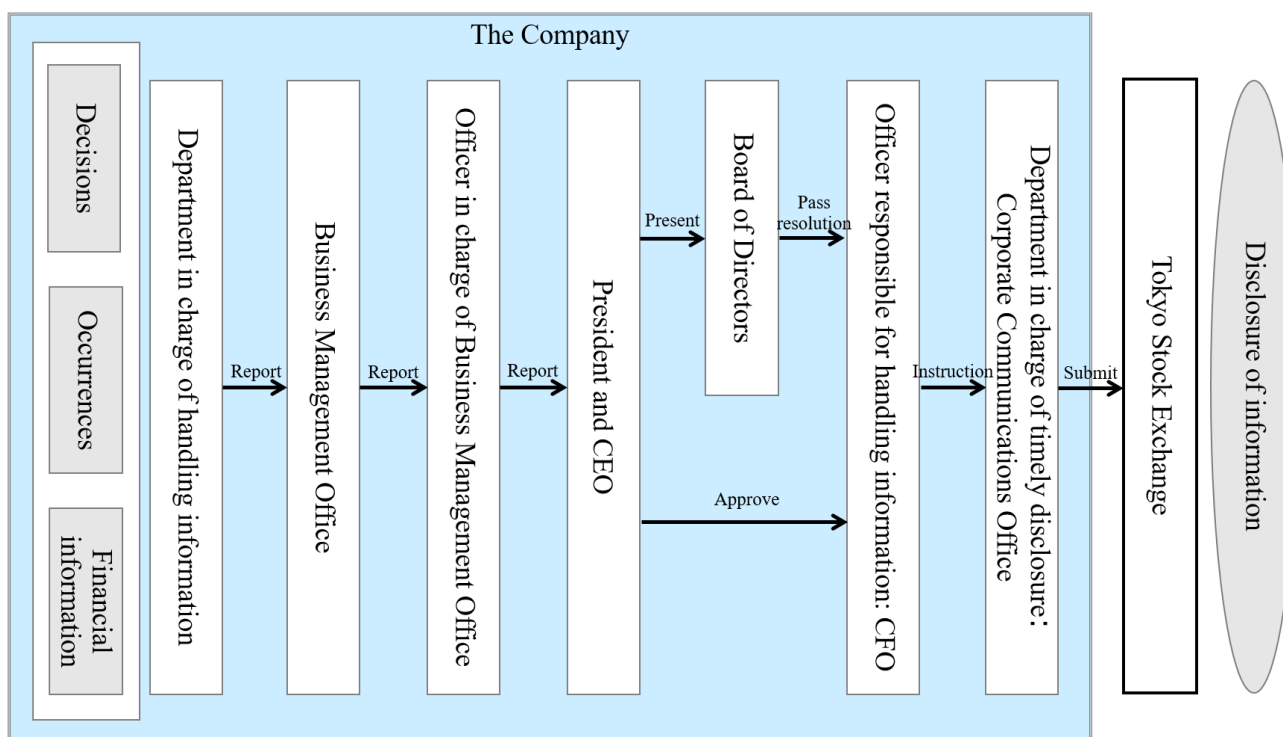 The Company
Decisions
Occurrences
Financial
information
Department in charge of handling information
Report
Business Management Office
Report
Officer in charge of Business Management Office
Report
President and CEO
Present
Board of Directors
Pass
resolution
Approve
Officer responsible for handling information: CFO
Instruction
Department in charge of timely disclosure:
Corporate Communications Office
Submit
Tokyo Stock Exchange
Disclosure of information